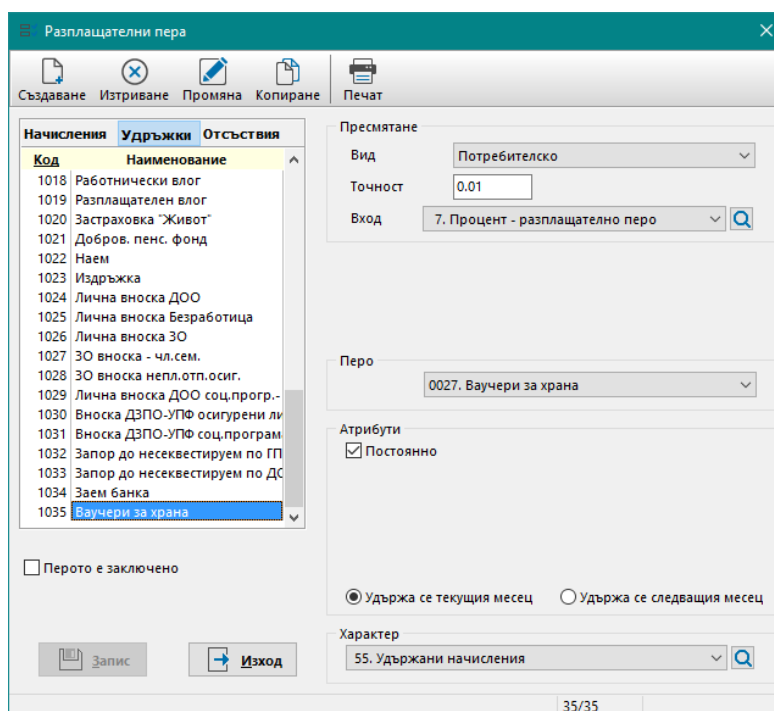 Разплащателни пера
Създаване Изтриване Промяна Копиране Печат
Начисления Удръжки Отсъствия
Код Наименование
1018 Работнически влог
1019 Разплащателен влог
1020 Застраховка "Живот"
1021 Добров. пенс. фонд
1022 Наем
1023 Издръжка
1024 Лична вноска ДОО
1025 Лична вноска Безработица
1026 Лична вноска ЗО
1027 ЗО вноска - чл.сем.
1028 ЗО вноска непл.отп.осиг.
1029 Лична вноска ДОО соц.прогр.-
1030 Вноска ДЗПО-УПФ осигурени ли
1031 Вноска ДЗПО-УПФ соц.програм
1032 Запор до несеквестируем по ГП
1033 Запор до несеквестируем по ДО
1034 Заем банка
1035 Ваучери за храна
Перото е заключено
Запис Изход
Пресмятане
Вид Потребителско
Точност 0.01
Вход 7. Процент - разплащателно перо
Перо
0027. Ваучери за храна
Атрибути
Постоянно
Удържа се текущия месец Удържа се следващия месец
Характер
55. Удържани начисления
35/35